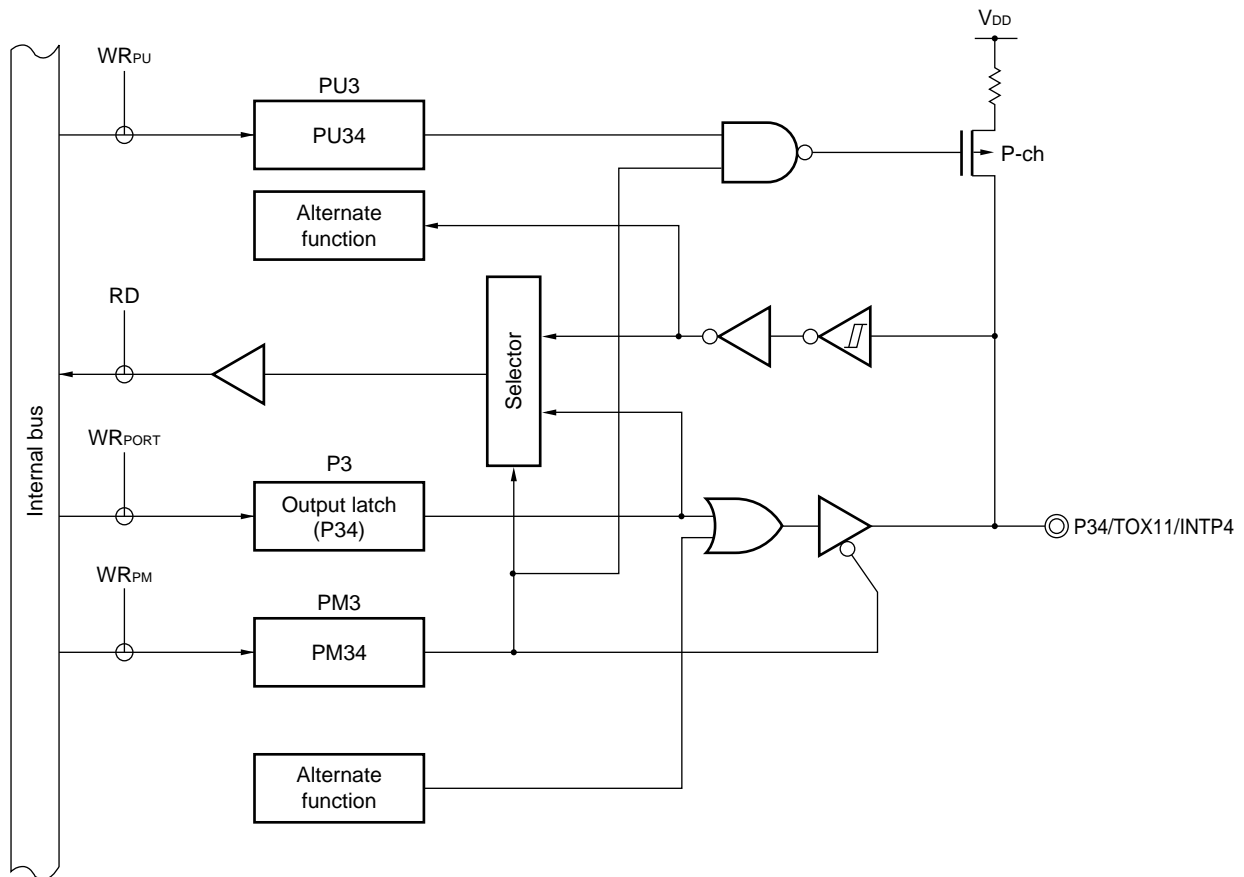 VDD
WRPU
PU3
PU34
P-ch
Alternate
function
RD
Selector
Internal bus
WRPORT
P3
Output latch
(P34)
P34/TOX11/INTP4
WRPM
PM3
PM34
Alternate
function